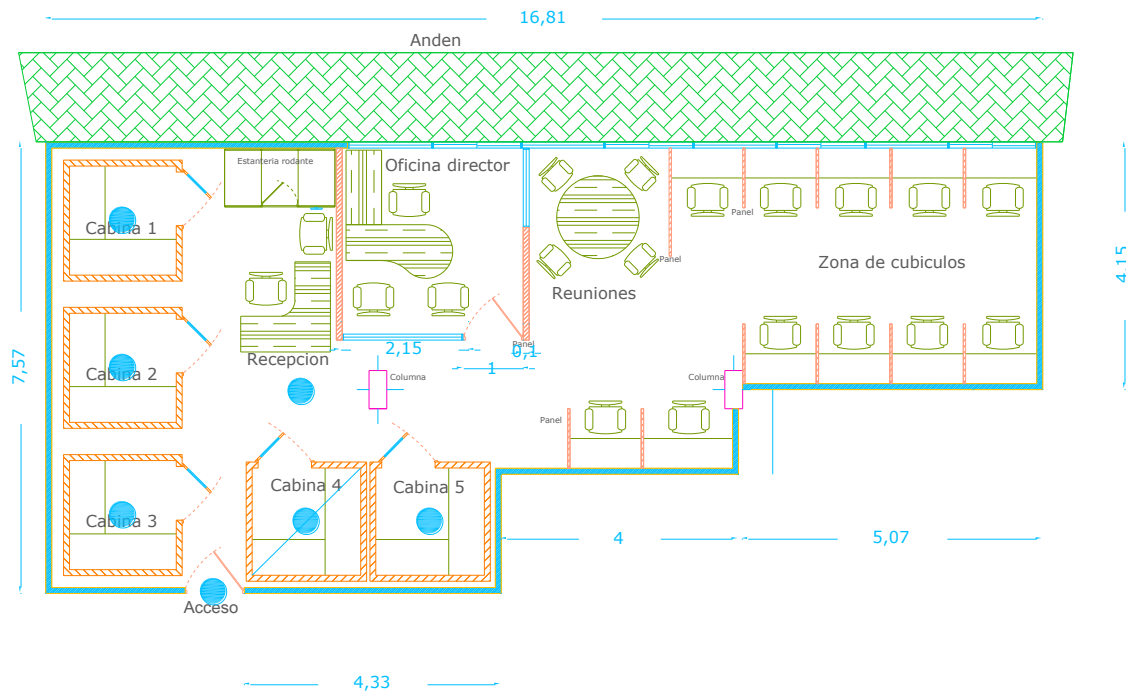 16,81
Anden
Estanteria rodante
Oficina director
Cabina 1
Panel
4,15
Zona de cubiculos
Panel
Reuniones
7,57
Panel
2,15
0,1
Recepcion
1
Cabina 2
Columna
Columna
Panel
Cabina 4
Cabina 5
Cabina 3
4
5,07
Acceso
4,33